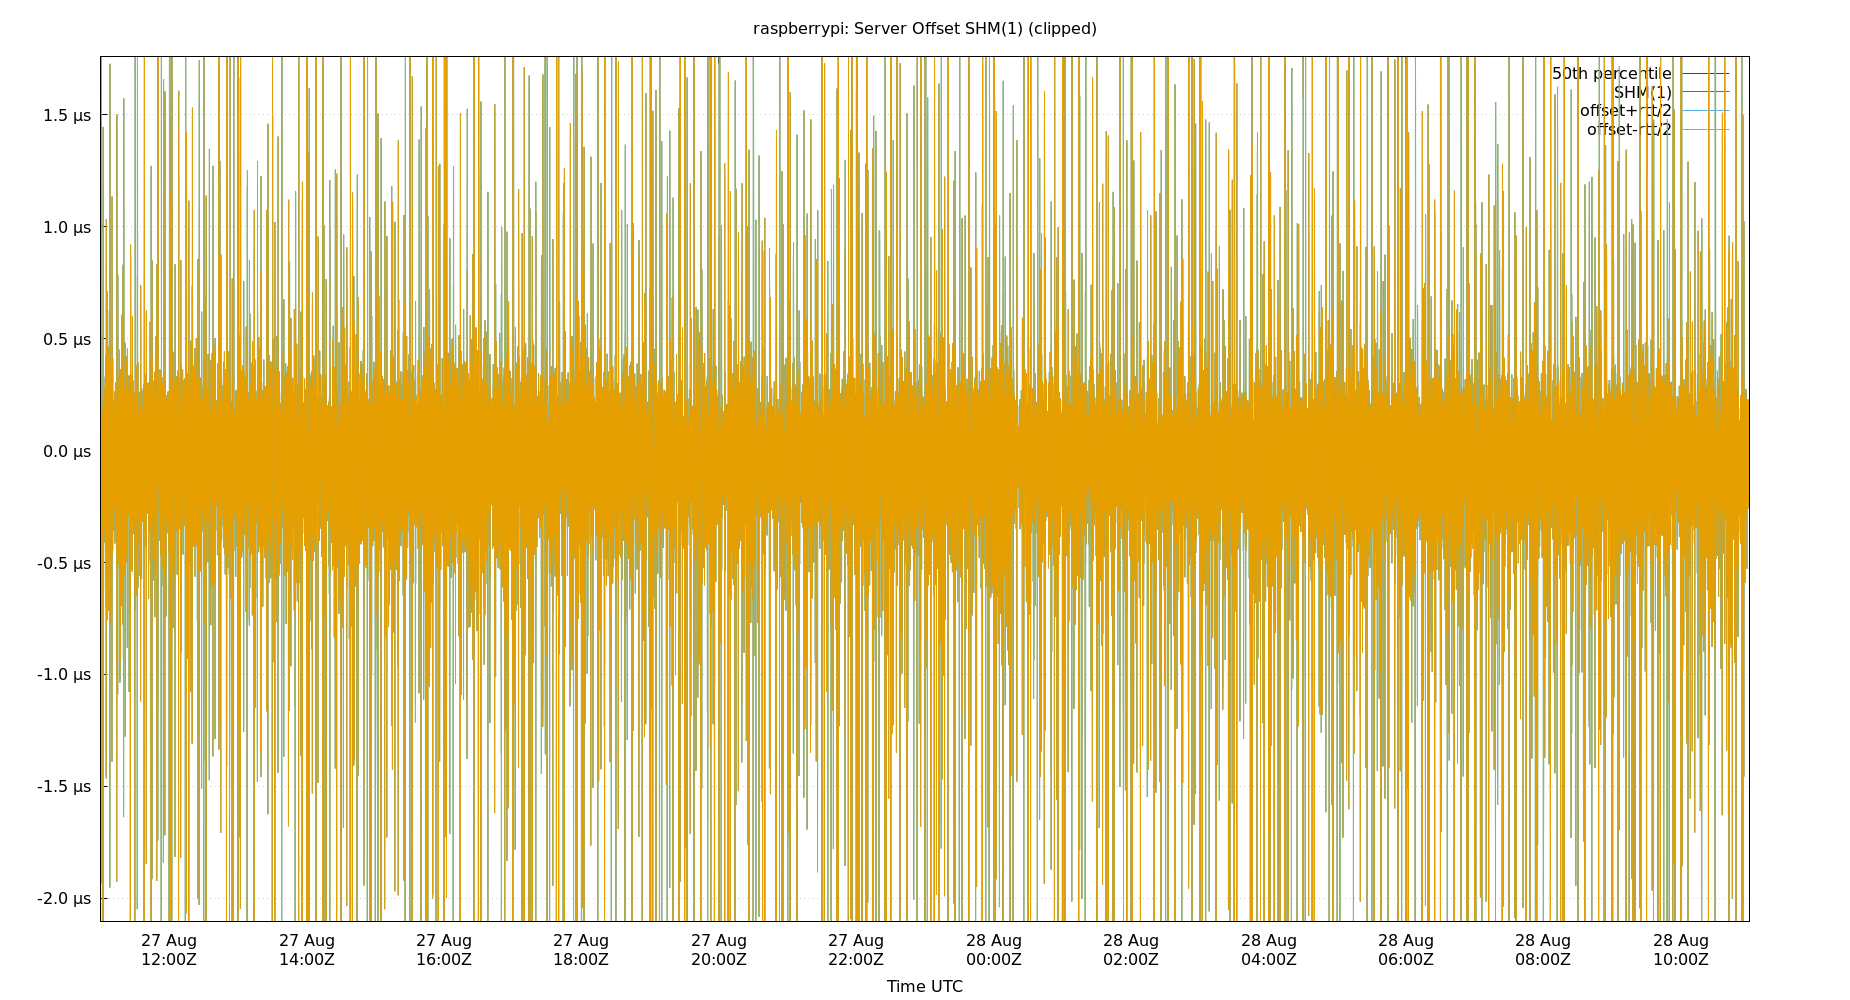 raspberrypi: Server Offset SHM(1) (clipped)
50th percentile
SHM(1)
offset+rtt/2
offset-rtt/2
1.5 µs
1.0 µs
0.5 µs
0.0 µs
-0.5 µs
-1.0 µs
-1.5 µs
-2.0 µs
27 Aug 27 Aug 27 Aug 27 Aug 27 Aug 27 Aug 28 Aug 28 Aug 28 Aug 28 Aug 28 Aug 28 Aug
12:00Z 14:00Z 16:00Z 18:00Z 20:00Z 22:00Z 00:00Z 02:00Z 04:00Z 06:00Z 08:00Z 10:00Z
Time UTC